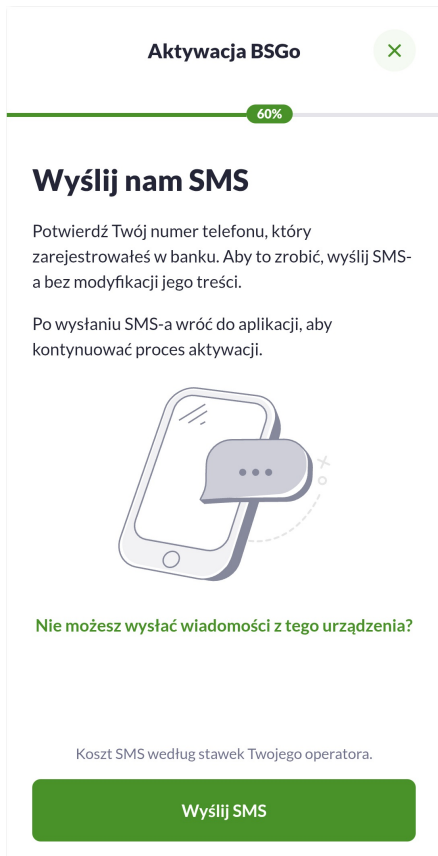 Aktywacja BSGo
60%
Wyślij nam SMS
Potwierdź Twój numer telefonu, który
zarejestrowałeś w banku. Aby to zrobić, wyślij SMS-
a bez modyfikacji jego treści.
Po wysłaniu SMS-a wróć do aplikacji, aby
kontynuować proces aktywacji.
Nie możesz wysłać wiadomości z tego urządzenia?
Koszt SMS według stawek Twojego operatora.
Wyślij SMS